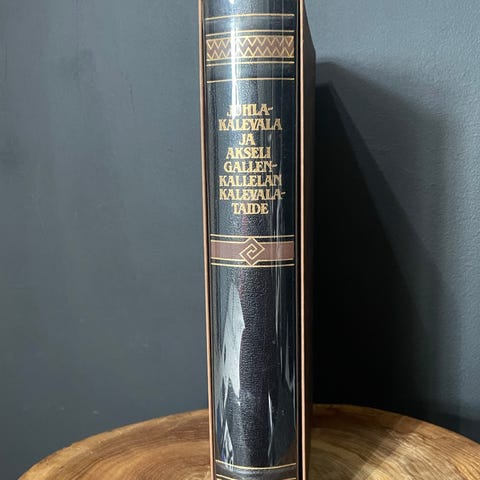 JUHLA-
KALEVALA
JA
AKSELI
GALLEN-
KALLELAN
KALEVALA-
TAIDE